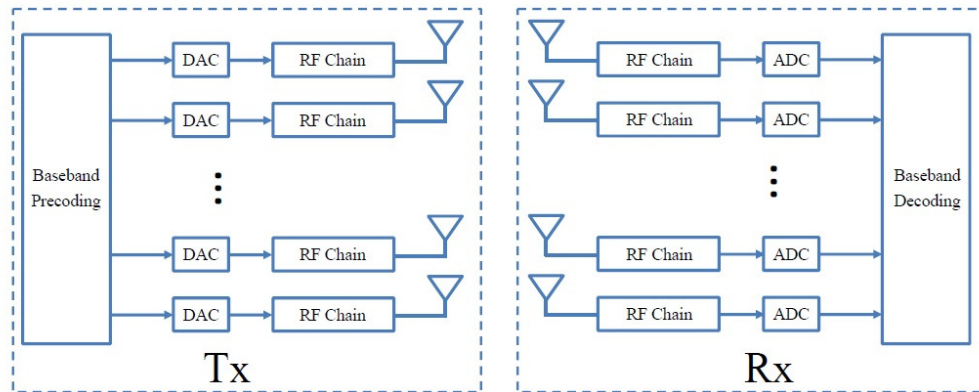 DAC RF Chain
RF Chain ADC
DAC RF Chain
RF Chain ADC
Baseband
Precoding
Baseband
Decoding
DAC RF Chain
RF Chain ADC
DAC RF Chain
RF Chain ADC
Tx
Rx